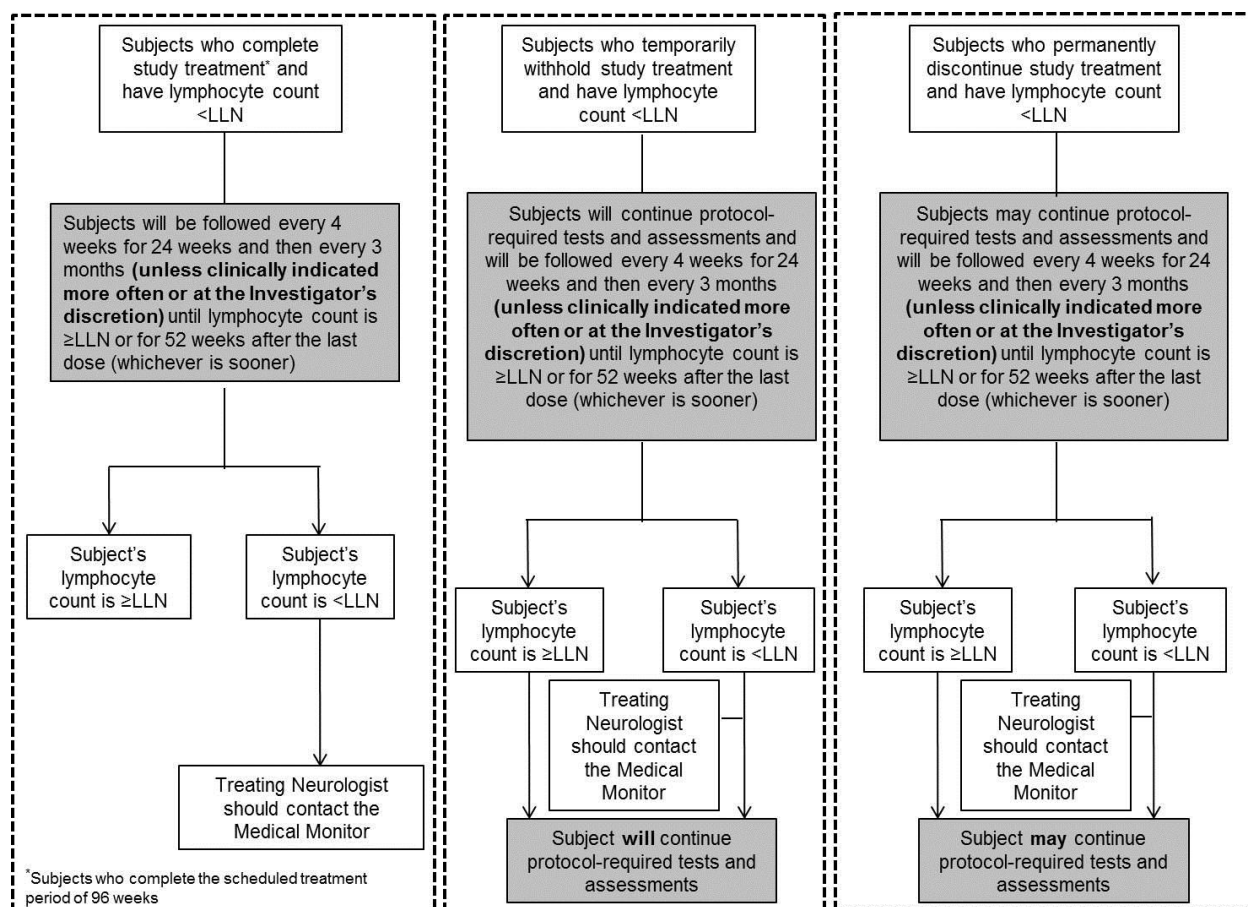 Subjects who complete
study treatment* and
have lymphocyte count
<LLN
Subjects will be followed every 4
weeks for 24 weeks and then every 3
months (unless clinically indicated
more often or at the Investigator's
discretion) until lymphocyte count is
≥LLN or for 52 weeks after the last
dose (whichever is sooner)
Subject's
lymphocyte
count is ≥LLN
Subject's
lymphocyte
count is <LLN
Treating Neurologist
should contact the
Medical Monitor
*Subjects who complete the scheduled treatment
period of 96 weeks
Subjects who temporarily
withhold study treatment
and have lymphocyte
count <LLN
Subjects will continue protocol-
required tests and assessments and
will be followed every 4 weeks for 24
weeks and then every 3 months
(unless clinically indicated more
often or at the Investigator's
discretion) until lymphocyte count is
≥LLN or for 52 weeks after the last
dose (whichever is sooner)
Subject's
lymphocyte
count is ≥LLN
Subject's
lymphocyte
count is <LLN
Treating
Neurologist
should contact
the Medical
Monitor
Subject will continue
protocol-required tests and
assessments
Subjects who permanently
discontinue study treatment
and have lymphocyte count
<LLN
Subjects may continue protocol-
required tests and assessments and
will be followed every 4 weeks for 24
weeks and then every 3 months
(unless clinically indicated more
often or at the Investigator's
discretion) until lymphocyte count is
≥LLN or for 52 weeks after the last
dose (whichever is sooner)
Subject's
lymphocyte
count is ≥LLN
Subject's
lymphocyte
count is <LLN
Treating
Neurologist
should contact
the Medical
Monitor
Subject may continue
protocol-required tests and
assessments